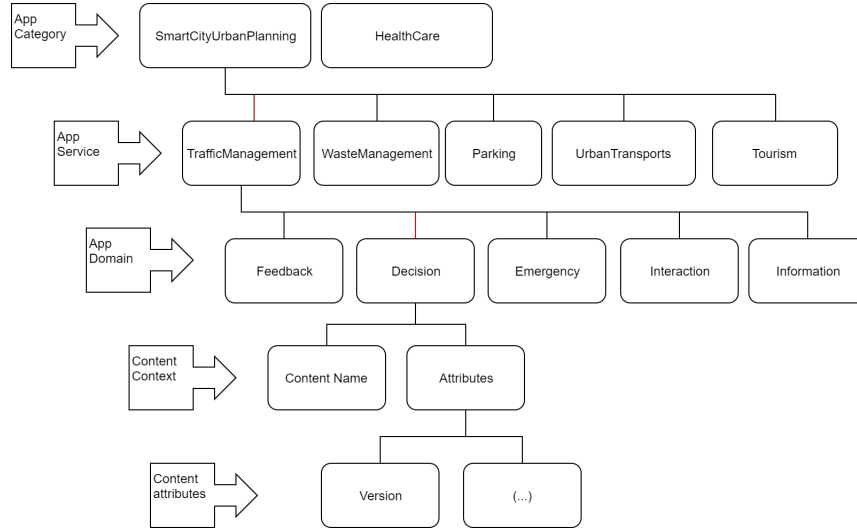 App
Category
SmartCityUrbanPlanning
HealthCare
App
Service
TrafficManagement
WasteManagement
Parking
UrbanTransports
Tourism
App
Domain
Feedback
Decision
Emergency
Interaction
Information
Content
Context
Content Name
Attributes
Content
attributes
Version
(...)